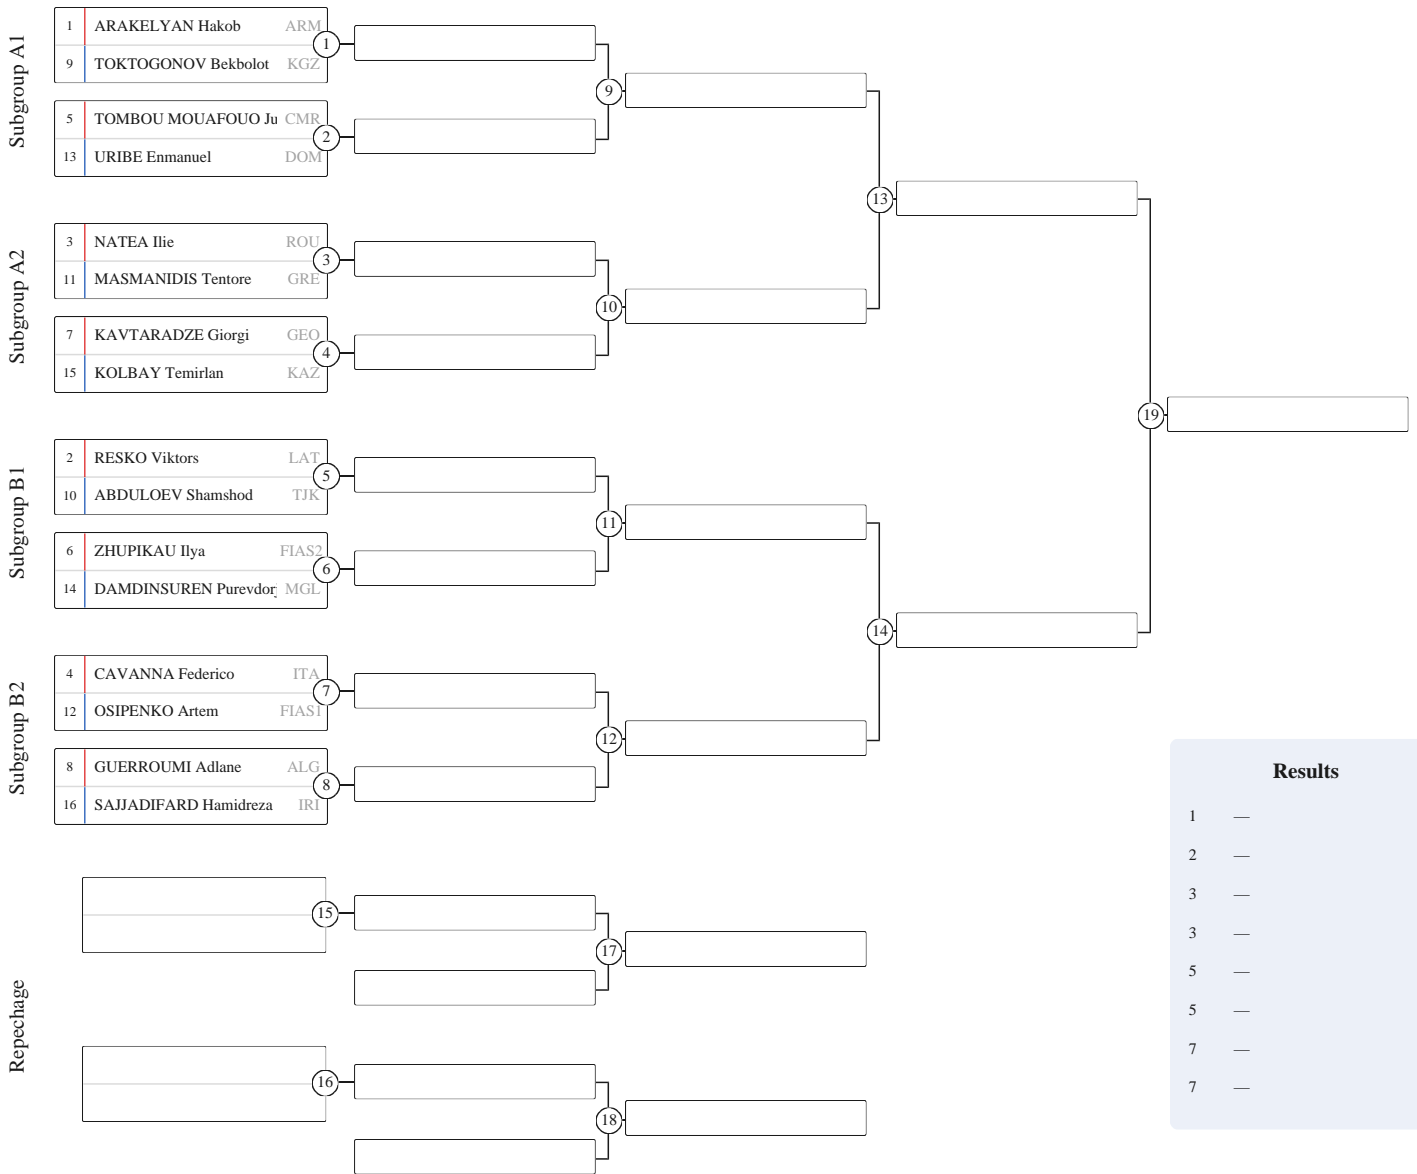 Subgroup A1
1 ARAKELYAN Hakob ARM
9 TOKTOGONOV Bekbolot KGZ
1
5 TOMBOU MOUAFOUO Ju CMR
13 URIBE Enmanuel DOM
2
9
Subgroup A2
3 NATEA Ilie ROU
11 MASMANIDIS Tentore GRE
3
7 KAVTARADZE Giorgi GEO
15 KOLBAY Temirlan KAZ
4
10
13
Subgroup B1
2 RESKO Viktors LAT
10 ABDULOEV Shamshod TJK
5
6 ZHUPIKAU Ilya FIAS2
14 DAMDINSUREN Purevdorj MGL
6
11
Subgroup B2
4 CAVANNA Federico ITA
12 OSIPENKO Artem FIAS1
7
8 GUERROUMI Adlane ALG
16 SAJJADIFARD Hamidreza IRI
8
12
14
19
Repechage
15
17
16
18
Results
1 —
2 —
3 —
3 —
5 —
5 —
7 —
7 —